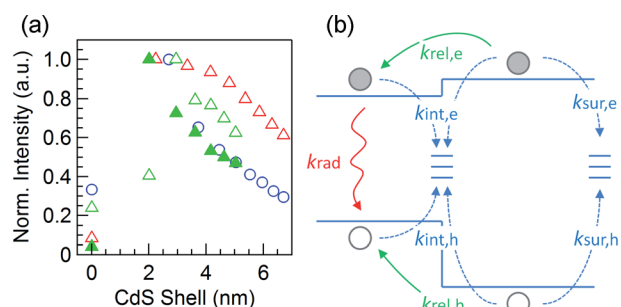 (a)
Norm. Intensity (a.u.)
1.0
0.8
0.6
0.4
0.2
0
0
2
4
6
CdS Shell (nm)
(b)
krel,e
kint,e
ksur,e
krad
kint,h
ksur,h
krel,h